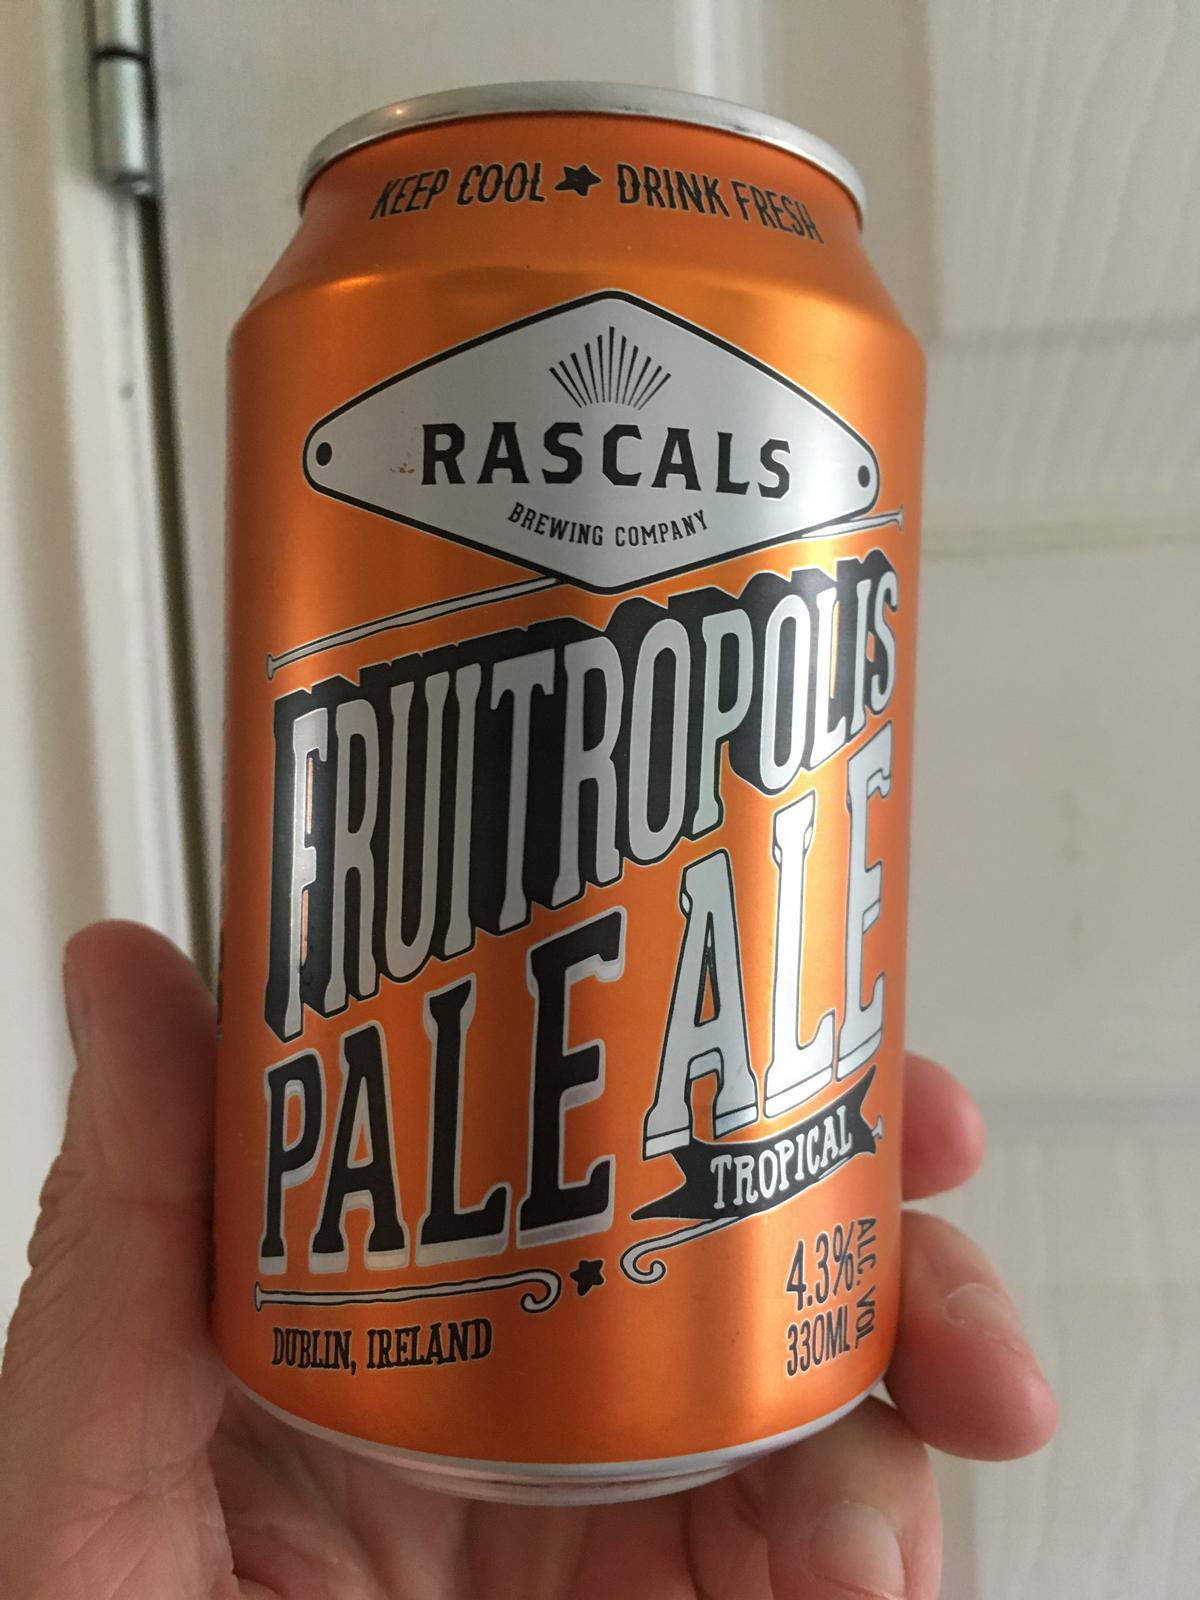 KEEP COOL ★ DRINK FRESH
RASCALS
BREWING COMPANY
FRUITROPOLIS
PALE ALE
TROPICAL
4.3% ALC. VOL
330ML
DUBLIN, IRELAND